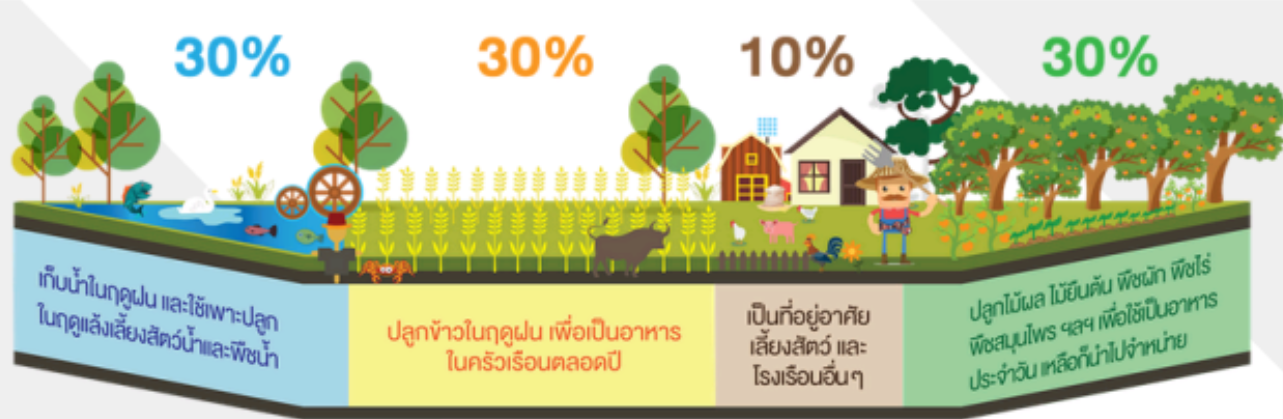 30%
30%
10%
30%
เก็บน้ำในฤดูฝน และใช้เพาะปลูก
ในฤดูแล้งเลี้ยงสัตว์น้ำและพืชน้ำ
ปลูกข้าวในฤดูฝน เพื่อเป็นอาหาร
ในครัวเรือนตลอดปี
เป็นที่อยู่อาศัย
เลี้ยงสัตว์ และ
โรงเรือนอื่นๆ
ปลูกไม้ผล ไม้ยืนต้น พืชผัก พืชไร่
พืชสมุนไพร ฯลฯ เพื่อใช้เป็นอาหาร
ประจำวัน เหลือก็นำไปจำหน่าย